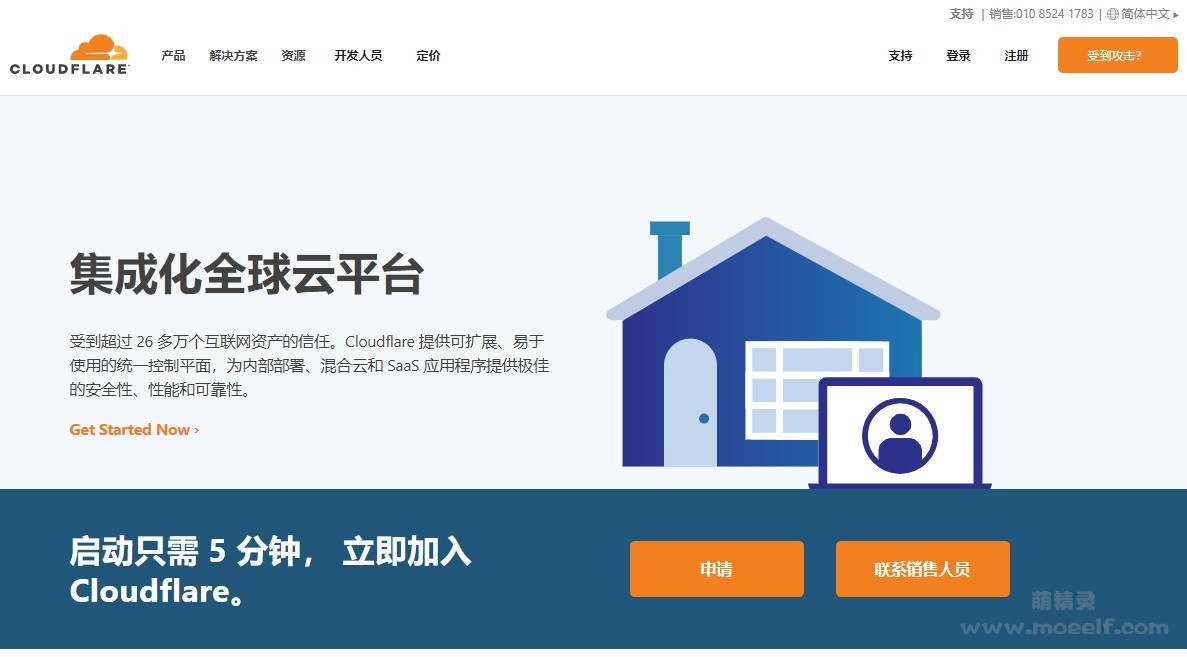 支持 | 销售:010 8524 1783 | 简体中文 ▸
CLOUDFLARE
产品 解决方案 资源 开发人员 定价 支持 登录 注册 受到攻击?
集成化全球云平台
受到超过 26 多万个互联网资产的信任。Cloudflare 提供可扩展、易于
使用的统一控制平面，为内部部署、混合云和 SaaS 应用程序提供极佳
的安全性、性能和可靠性。
Get Started Now ›
启动只需 5 分钟， 立即加入
Cloudflare。
申请 联系销售人员
萌精灵
www.moeelf.com